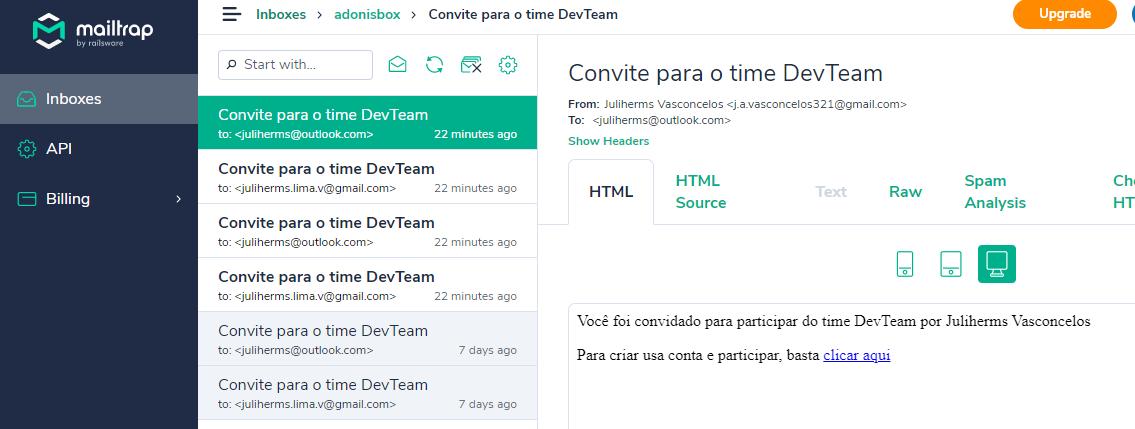 mailtrap
by railsware
Inboxes
API
Billing
Inboxes > adonisbox > Convite para o time DevTeam
Upgrade
Start with...
Convite para o time DevTeam
to: <juliherms@outlook.com> 22 minutes ago
Convite para o time DevTeam
to: <juliherms.lima.v@gmail.com> 22 minutes ago
Convite para o time DevTeam
to: <juliherms@outlook.com> 22 minutes ago
Convite para o time DevTeam
to: <juliherms.lima.v@gmail.com> 22 minutes ago
Convite para o time DevTeam
to: <juliherms@outlook.com> 7 days ago
Convite para o time DevTeam
to: <juliherms.lima.v@gmail.com> 7 days ago
Convite para o time DevTeam
From: Juliherms Vasconcelos <j.a.vasconcelos321@gmail.com>
To: <juliherms@outlook.com>
Show Headers
HTML
HTML
Source
Text
Raw
Spam
Analysis
Você foi convidado para participar do time DevTeam por Juliherms Vasconcelos
Para criar usa conta e participar, basta clicar aqui